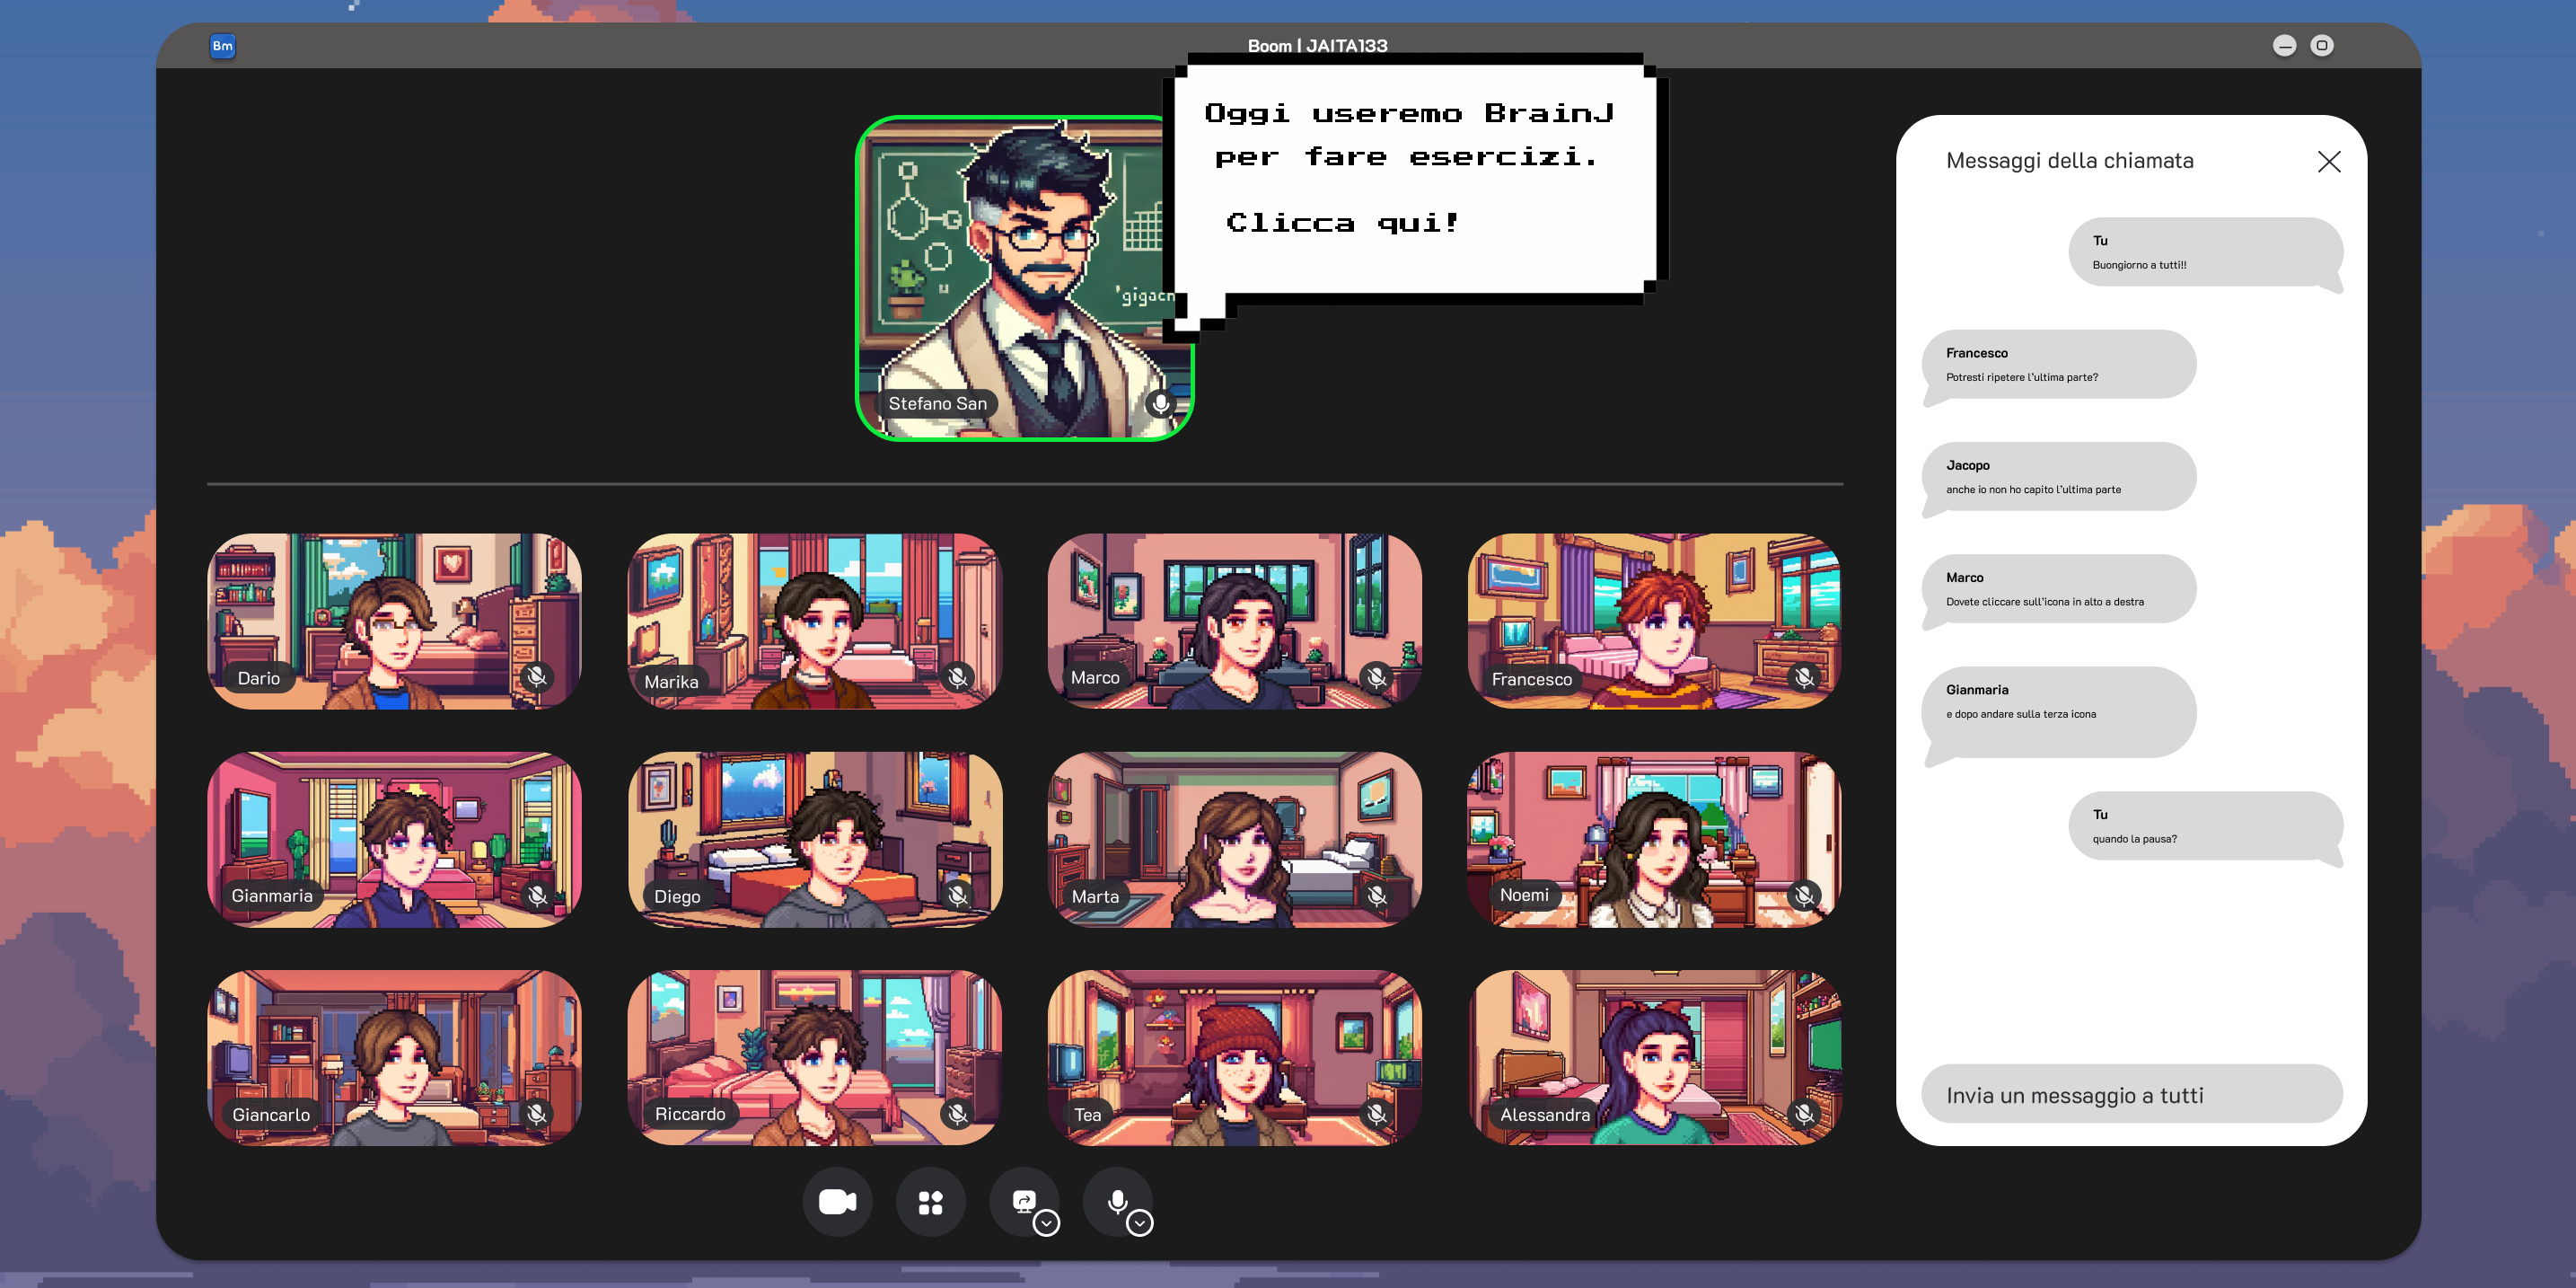 Bm
Boom | JAITA133
Oggi useremo BrainJ
per fare esercizi.
Clicca qui!
Stefano San
Dario
Marika
Marco
Francesco
Gianmaria
Diego
Marta
Noemi
Giancarlo
Riccardo
Tea
Alessandra
Messaggi della chiamata
Tu
Buongiorno a tutti!!
Francesco
Potresti ripetere l'ultima parte?
Jacopo
anche io non ho capito l'ultima parte
Marco
Dovete cliccare sull'icona in alto a destra
Gianmaria
e dopo andare sulla terza icona
Tu
quando la pausa?
Invia un messaggio a tutti